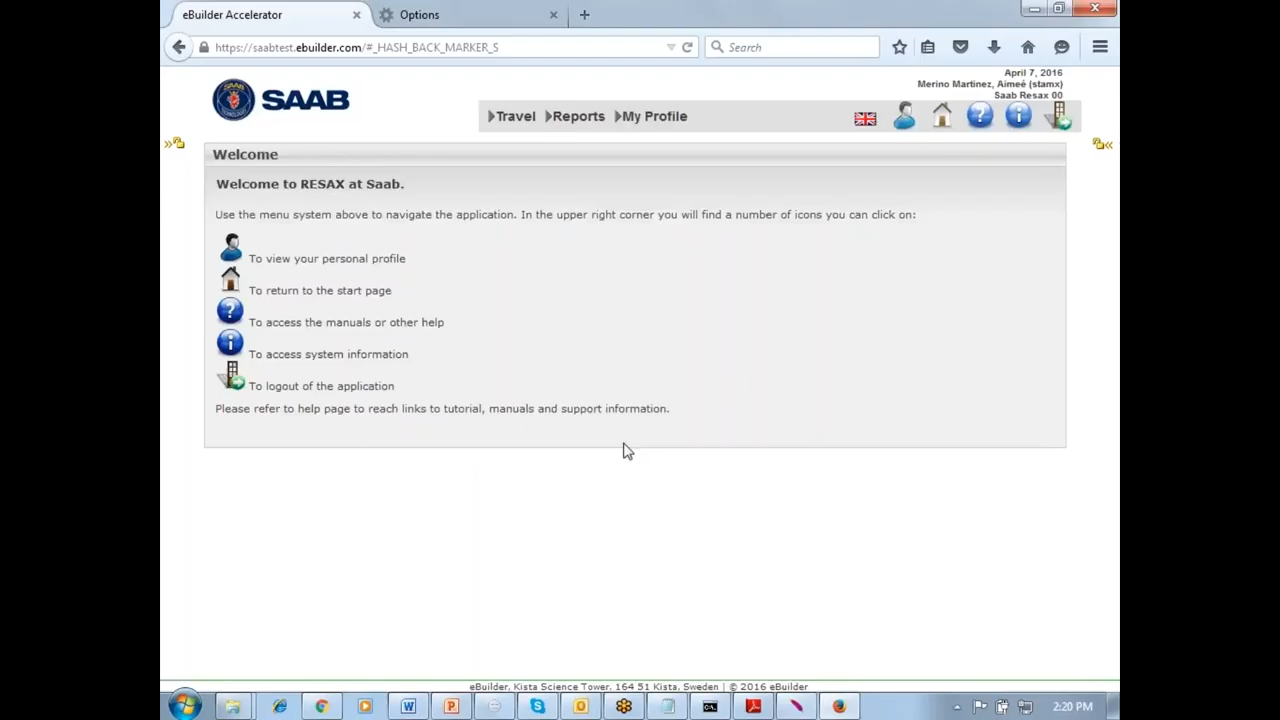 eBuilder Accelerator
Options
https://saabtest.ebuilder.com/#_HASH_BACK_MARKER_S
Search
April 7, 2016
Merino Martinez, Aimeé (stamx)
Saab Resax 00
SAAB
Travel Reports My Profile
Welcome
Welcome to RESAX at Saab.
Use the menu system above to navigate the application. In the upper right corner you will find a number of icons you can click on:
To view your personal profile
To return to the start page
To access the manuals or other help
To access system information
To logout of the application
Please refer to help page to reach links to tutorial, manuals and support information.
eBuilder, Kista Science Tower, 164 51 Kista, Sweden | © 2016 eBuilder
2:20 PM